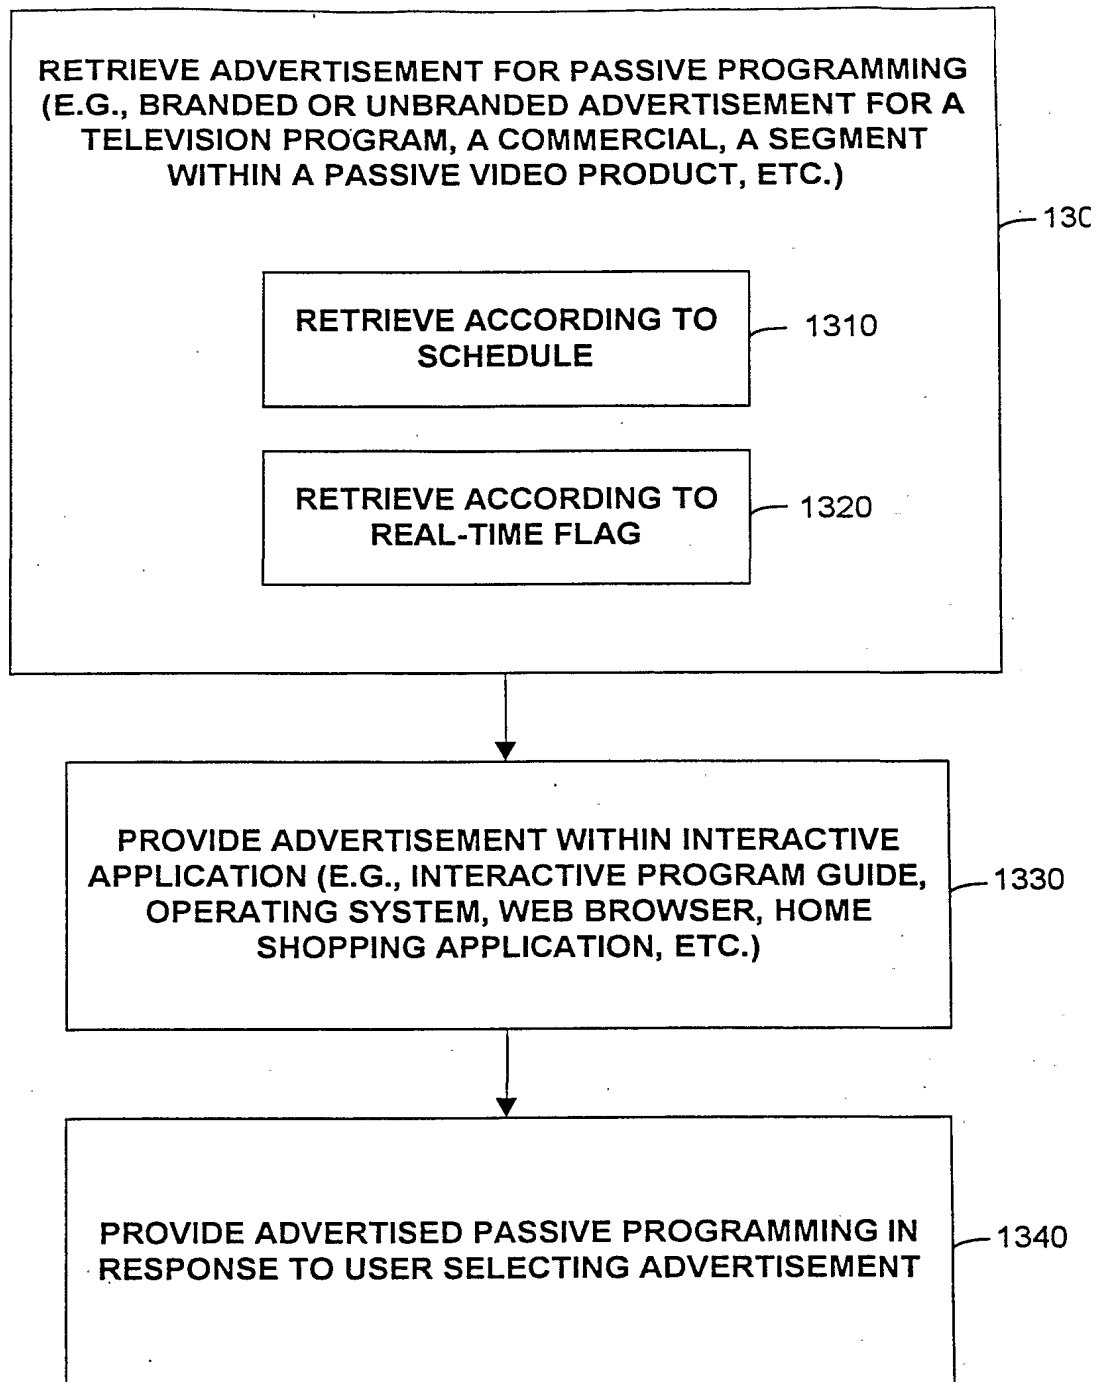 RETRIEVE ADVERTISEMENT FOR PASSIVE PROGRAMMING
(E.G., BRANDED OR UNBRANDED ADVERTISEMENT FOR A
TELEVISION PROGRAM, A COMMERCIAL, A SEGMENT
WITHIN A PASSIVE VIDEO PRODUCT, ETC.)
RETRIEVE ACCORDING TO
SCHEDULE
1310
RETRIEVE ACCORDING TO
REAL-TIME FLAG
1320
PROVIDE ADVERTISEMENT WITHIN INTERACTIVE
APPLICATION (E.G., INTERACTIVE PROGRAM GUIDE,
OPERATING SYSTEM, WEB BROWSER, HOME
SHOPPING APPLICATION, ETC.)
1330
PROVIDE ADVERTISED PASSIVE PROGRAMMING IN
RESPONSE TO USER SELECTING ADVERTISEMENT
1340